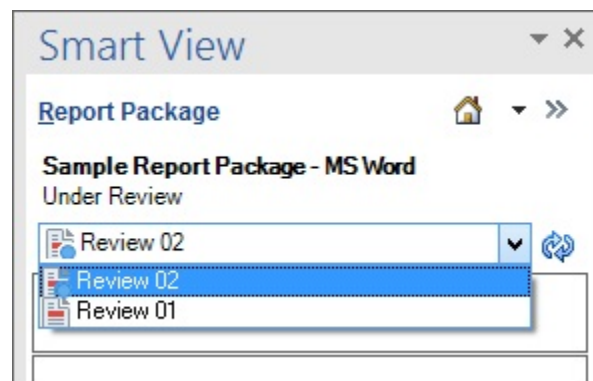 Smart View
Report Package
Sample Report Package - MS Word
Under Review
Review 02
Review 02
Review 01